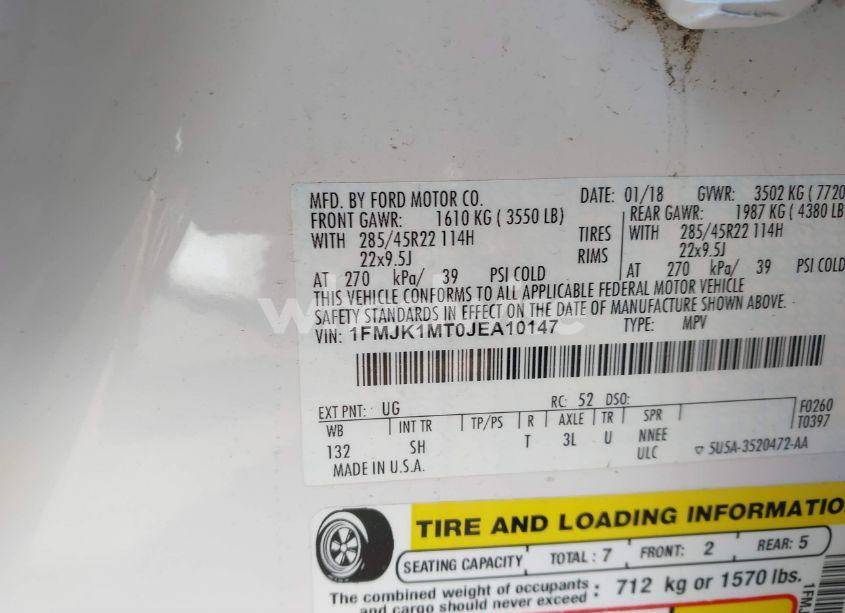 MFD. BY FORD MOTOR CO. DATE: 01/18 GVWR: 3502 KG ( 7720
FRONT GAWR: 1610 KG ( 3550 LB) REAR GAWR: 1987 KG ( 4380 LB
WITH 285/45R22 114H TIRES WITH 285/45R22 114H
22x9.5J RIMS 22x9.5J
AT 270 kPa/ 39 PSI COLD AT 270 kPa/ 39 PSI COLD
THIS VEHICLE CONFORMS TO ALL APPLICABLE FEDERAL MOTOR VEHICLE
SAFETY STANDARDS IN EFFECT ON THE DATE OF MANUFACTURE SHOWN ABOVE.
VIN: 1FMJK1MT0JEA10147 TYPE: MPV
EXT PNT: UG RC: 52 DSO: F0260
WB INT TR TP/PS R AXLE TR SPR T0397
132 SH T 3L U NNEE
ULC 5U5A-3520472-AA
MADE IN U.S.A.
TIRE AND LOADING INFORMATIO
SEATING CAPACITY TOTAL : 7 FRONT: 2 REAR: 5
The combined weight of occupants : 712 kg or 1570 lbs.
and cargo should never exceed
1FMJ